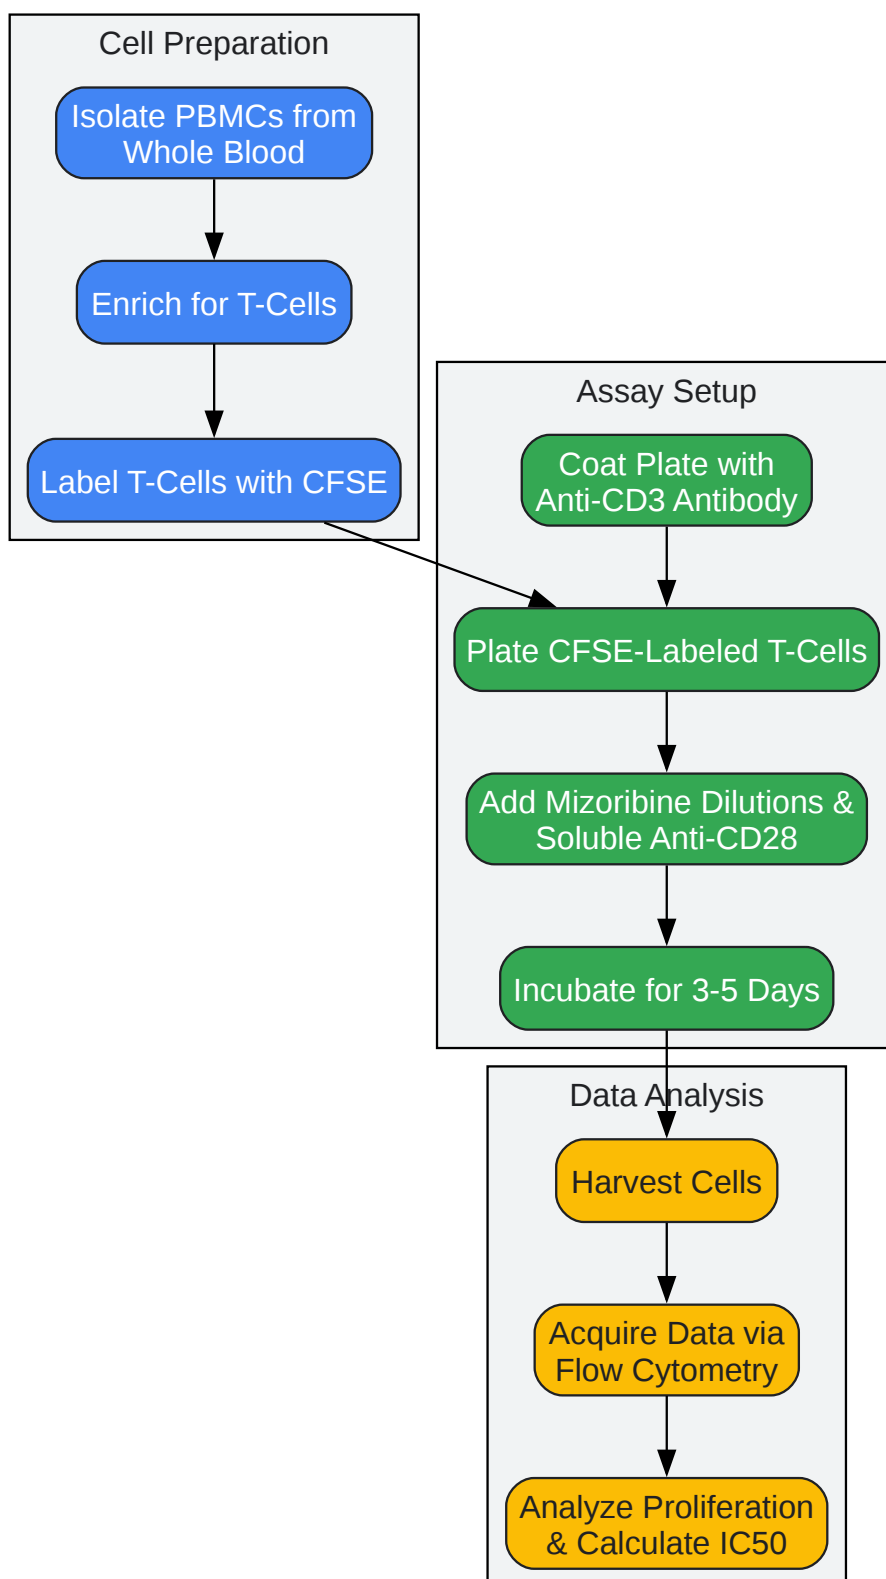 Cell Preparation
Isolate PBMCs from
Whole Blood
Enrich for T-Cells
Label T-Cells with CFSE
Assay Setup
Coat Plate with
Anti-CD3 Antibody
Plate CFSE-Labeled T-Cells
Add Mizoribine Dilutions &
Soluble Anti-CD28
Incubate for 3-5 Days
Data Analysis
Harvest Cells
Acquire Data via
Flow Cytometry
Analyze Proliferation
& Calculate IC50